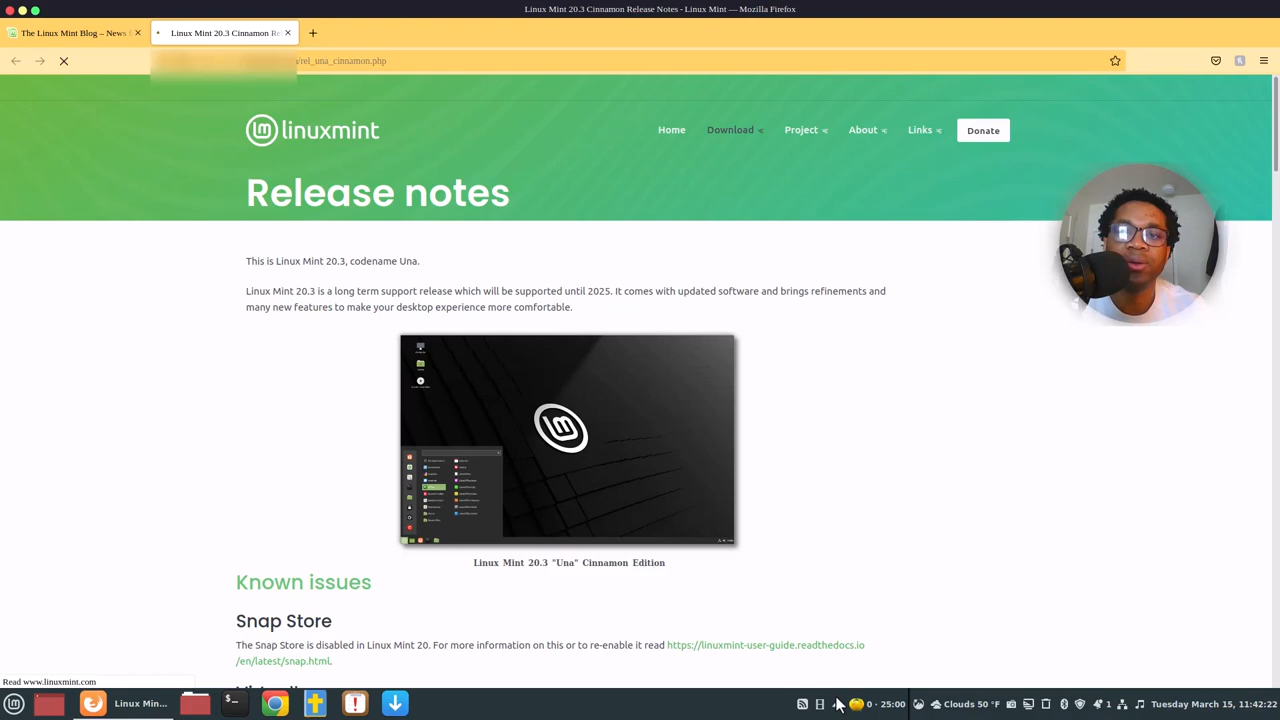 Linux Mint 20.3 Cinnamon Release Notes - Linux Mint — Mozilla Firefox
The Linux Mint Blog – News f
Linux Mint 20.3 Cinnamon Re
/rel_una_cinnamon.php
linuxmint
Home
Download
Project
About
Links
Donate
Release notes
This is Linux Mint 20.3, codename Una.
Linux Mint 20.3 is a long term support release which will be supported until 2025. It comes with updated software and brings refinements and
many new features to make your desktop experience more comfortable.
Linux Mint 20.3 "Una" Cinnamon Edition
Known issues
Snap Store
The Snap Store is disabled in Linux Mint 20. For more information on this or to re-enable it read https://linuxmint-user-guide.readthedocs.io
/en/latest/snap.html.
Read www.linuxmint.com
Linux Min...
0 · 25:00
Clouds 50 °F
1
Tuesday March 15, 11:42:22